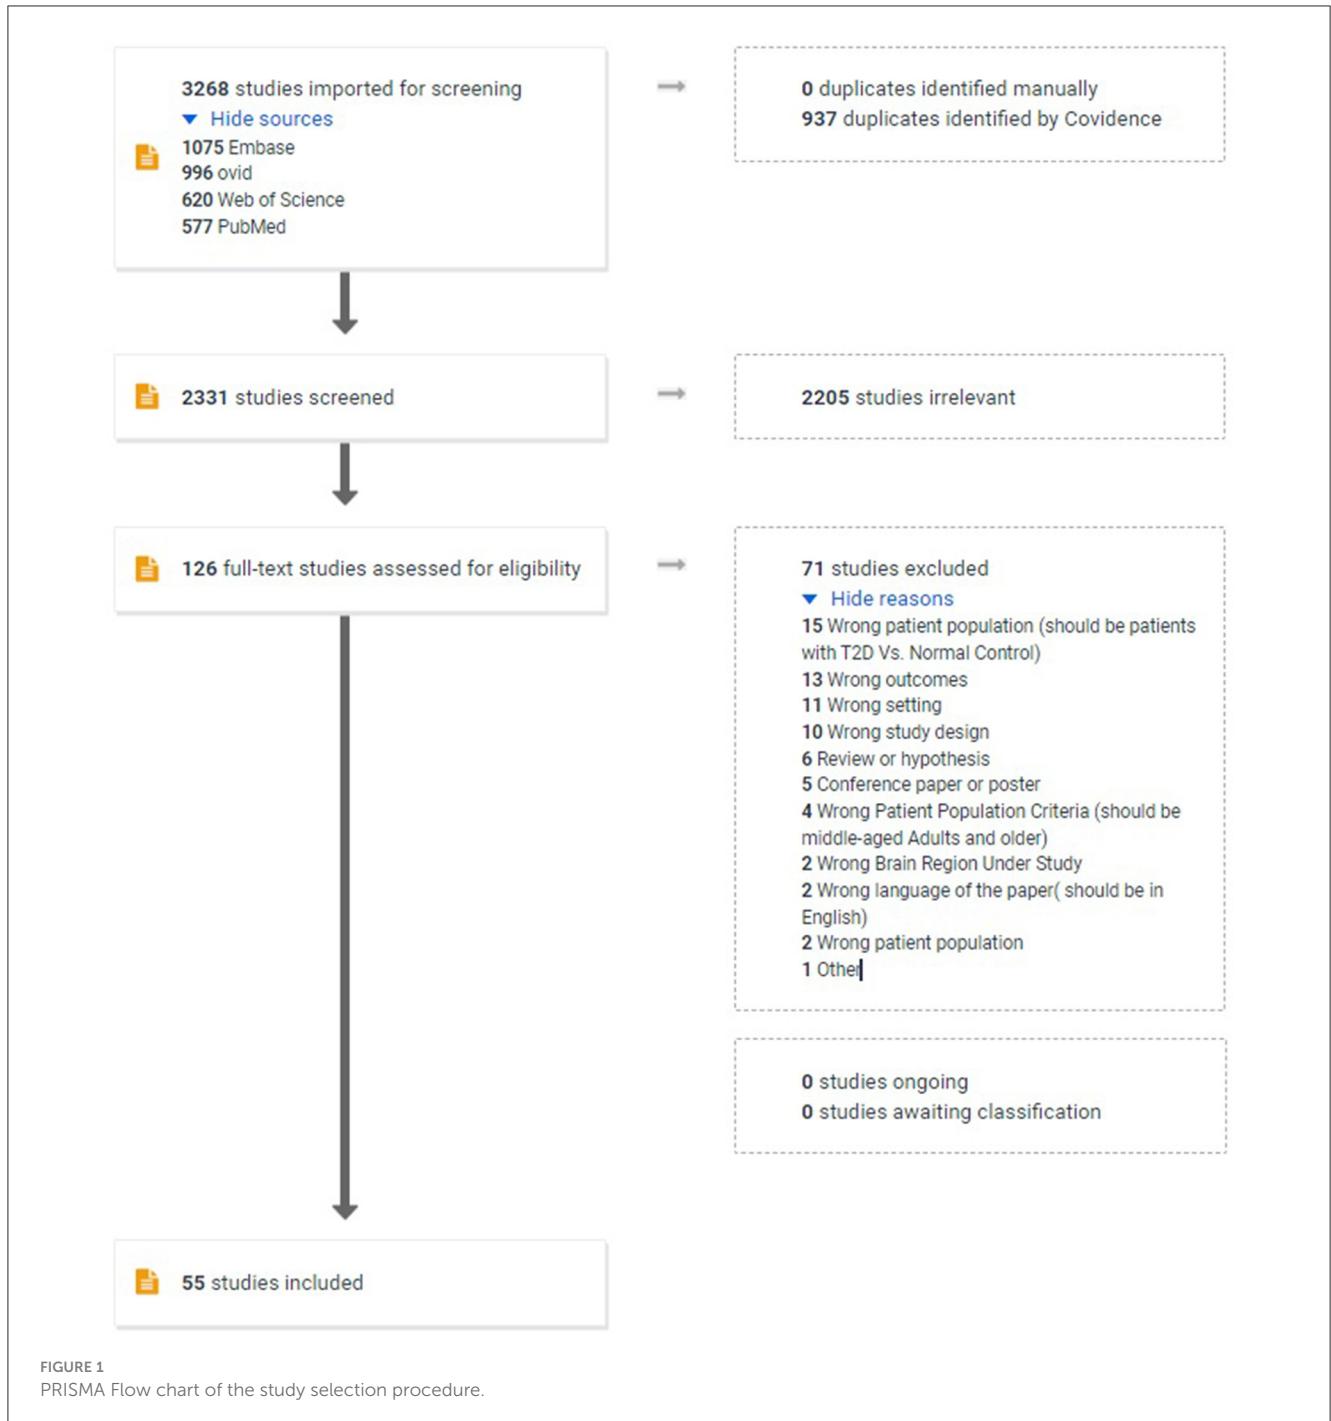 3268 studies imported for screening
Hide sources
1075 Embase
996 ovid
620 Web of Science
577 PubMed
0 duplicates identified manually
937 duplicates identified by Covidence
2331 studies screened
2205 studies irrelevant
126 full-text studies assessed for eligibility
71 studies excluded
Hide reasons
15 Wrong patient population (should be patients
with T2D Vs. Normal Control)
13 Wrong outcomes
11 Wrong setting
10 Wrong study design
6 Review or hypothesis
5 Conference paper or poster
4 Wrong Patient Population Criteria (should be
middle-aged Adults and older)
2 Wrong Brain Region Under Study
2 Wrong language of the paper( should be in
English)
2 Wrong patient population
1 Other
0 studies ongoing
0 studies awaiting classification
55 studies included
FIGURE 1
PRISMA Flow chart of the study selection procedure.